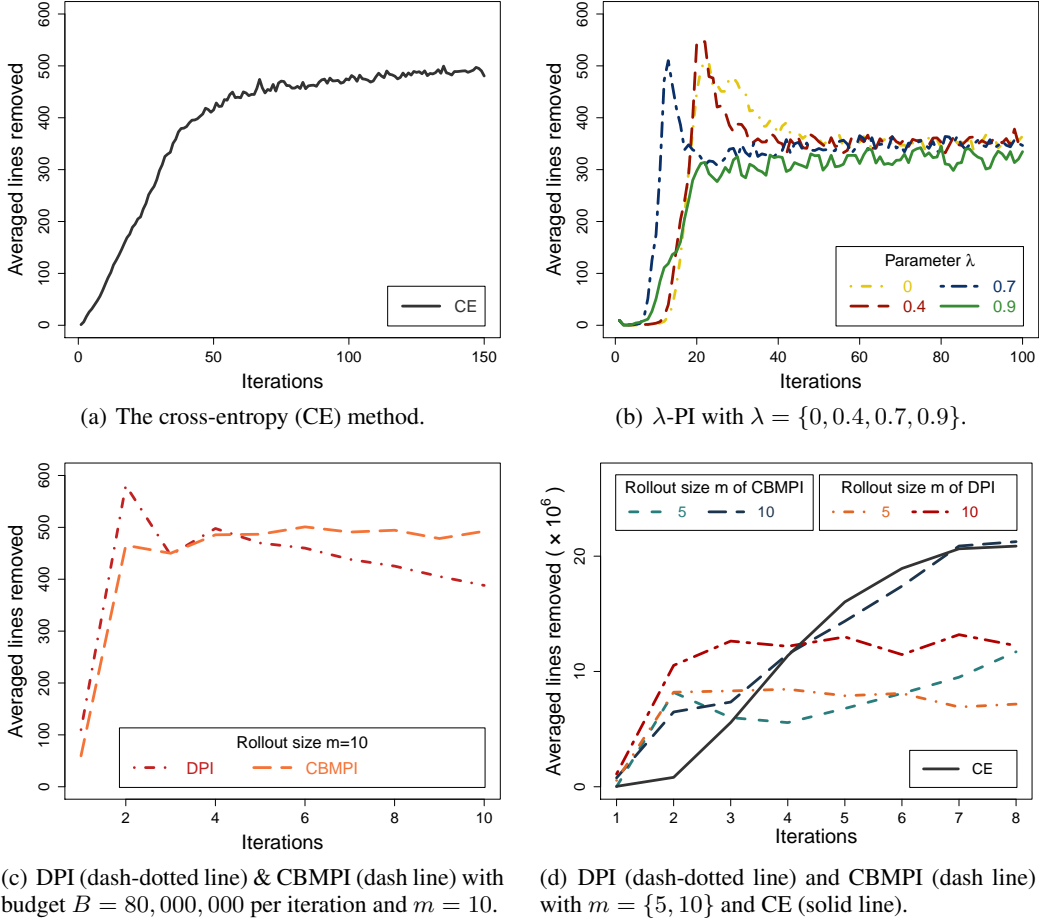 600
500
400
300
200
100
0
Averaged lines removed
CE
0 50 100 150
Iterations
(a) The cross-entropy (CE) method.
600
500
400
300
200
100
0
Averaged lines removed
Parameter λ
0 0.7
0.4 0.9
0 20 40 60 80 100
Iterations
(b) λ-PI with λ = {0, 0.4, 0.7, 0.9}.
600
500
400
300
200
100
0
Averaged lines removed
Rollout size m=10
DPI CBMPI
2 4 6 8 10
Iterations
(c) DPI (dash-dotted line) & CBMPI (dash line) with
budget B = 80, 000, 000 per iteration and m = 10.
20
10
0
Averaged lines removed ( × 10⁶ )
Rollout size m of CBMPI
5 10
Rollout size m of DPI
5 10
CE
1 2 3 4 5 6 7 8
Iterations
(d) DPI (dash-dotted line) and CBMPI (dash line)
with m = {5, 10} and CE (solid line).